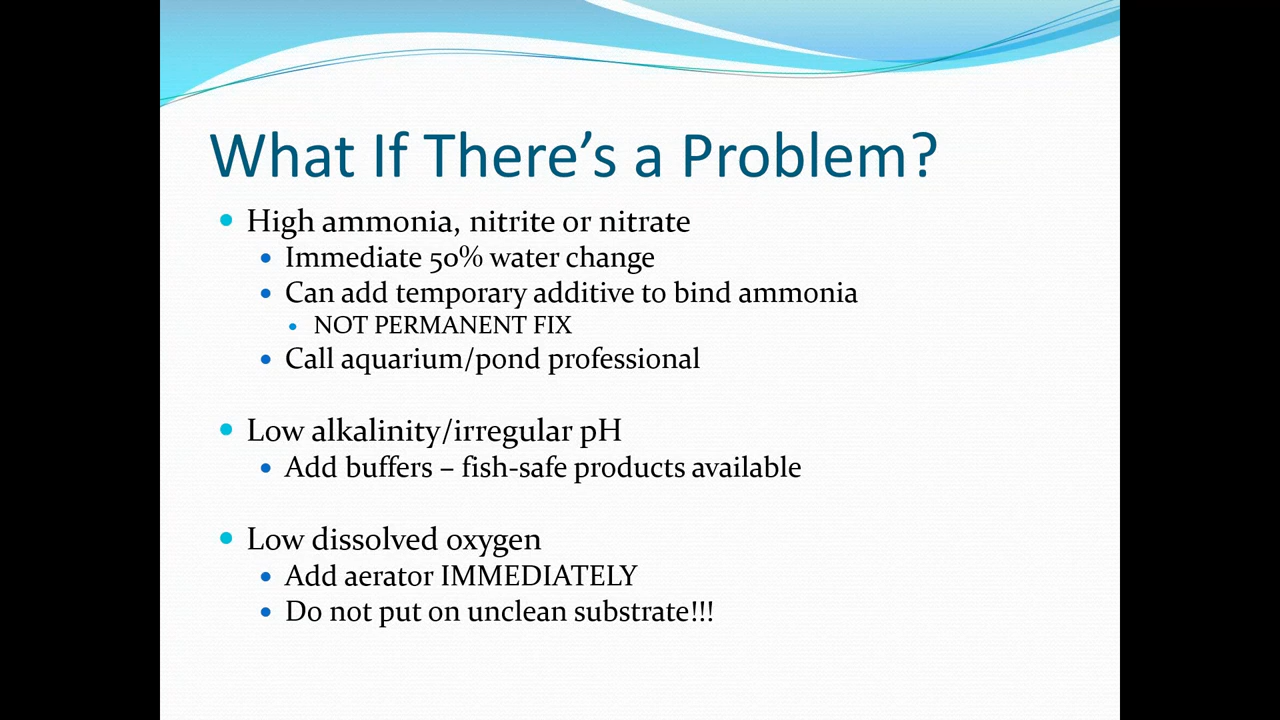 What If There’s a Problem?
High ammonia, nitrite or nitrate
Immediate 50% water change
Can add temporary additive to bind ammonia
NOT PERMANENT FIX
Call aquarium/pond professional
Low alkalinity/irregular pH
Add buffers – fish-safe products available
Low dissolved oxygen
Add aerator IMMEDIATELY
Do not put on unclean substrate!!!